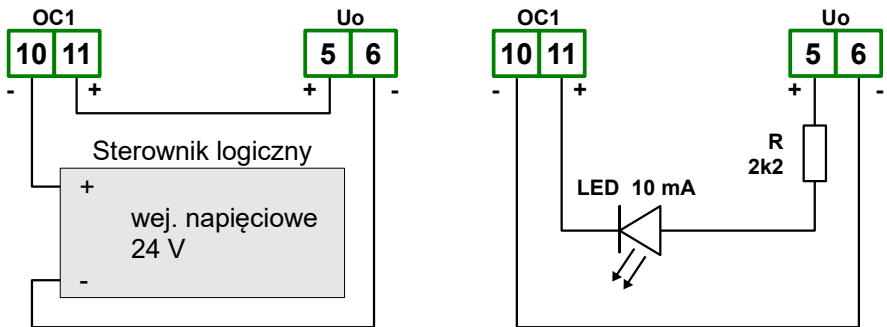 OC1
Uo
10 11
5 6
- +
+ -
Sterownik logiczny
+
wej. napięciowe
24 V
-
OC1
Uo
10 11
5 6
- +
+ -
R
2k2
LED 10 mA